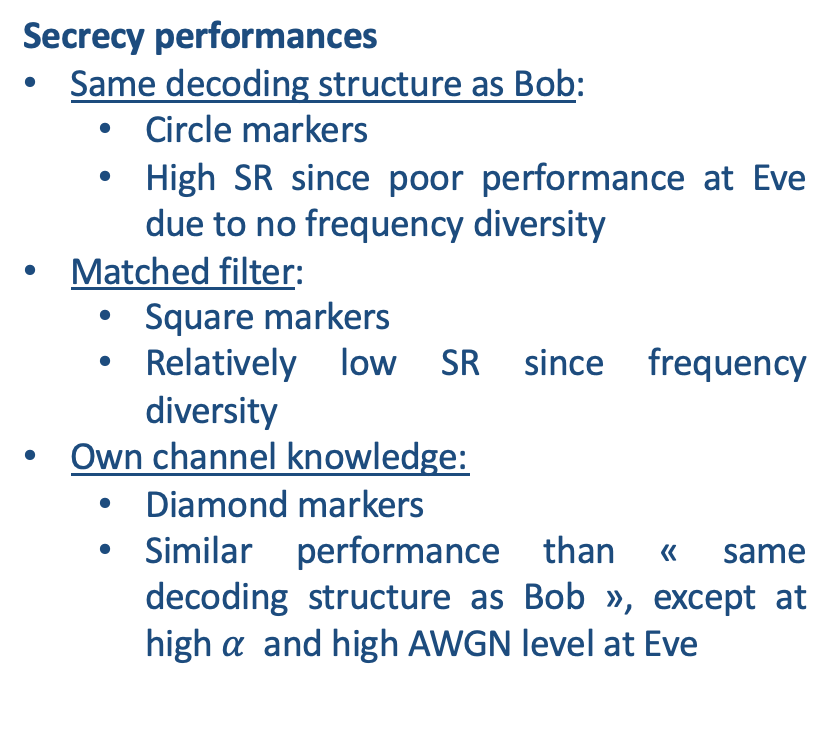 Secrecy performances
• Same decoding structure as Bob:
• Circle markers
• High SR since poor performance at Eve
due to no frequency diversity
• Matched filter:
• Square markers
• Relatively low SR since frequency
diversity
• Own channel knowledge:
• Diamond markers
• Similar performance than « same
decoding structure as Bob », except at
high α and high AWGN level at Eve